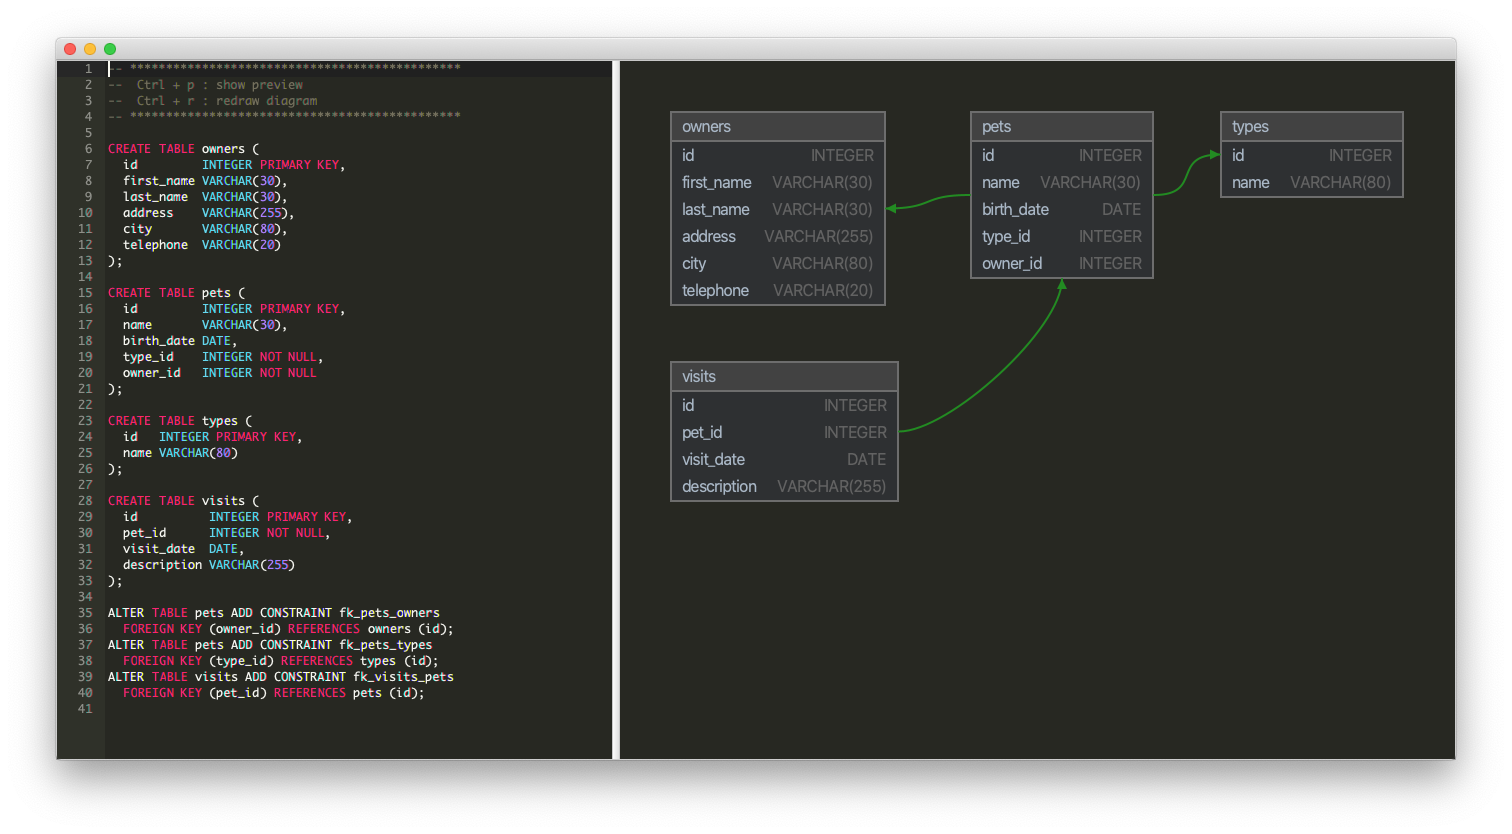 1 -- **********************************************
2 --  Ctrl + p : show preview
3 --  Ctrl + r : redraw diagram
4 -- **********************************************
5
6 CREATE TABLE owners (
7   id         INTEGER PRIMARY KEY,
8   first_name VARCHAR(30),
9   last_name  VARCHAR(30),
10   address    VARCHAR(255),
11   city       VARCHAR(80),
12   telephone  VARCHAR(20)
13 );
14
15 CREATE TABLE pets (
16   id         INTEGER PRIMARY KEY,
17   name       VARCHAR(30),
18   birth_date DATE,
19   type_id    INTEGER NOT NULL,
20   owner_id   INTEGER NOT NULL
21 );
22
23 CREATE TABLE types (
24   id   INTEGER PRIMARY KEY,
25   name VARCHAR(80)
26 );
27
28 CREATE TABLE visits (
29   id          INTEGER PRIMARY KEY,
30   pet_id      INTEGER NOT NULL,
31   visit_date  DATE,
32   description VARCHAR(255)
33 );
34
35 ALTER TABLE pets ADD CONSTRAINT fk_pets_owners
36   FOREIGN KEY (owner_id) REFERENCES owners (id);
37 ALTER TABLE pets ADD CONSTRAINT fk_pets_types
38   FOREIGN KEY (type_id) REFERENCES types (id);
39 ALTER TABLE visits ADD CONSTRAINT fk_visits_pets
40   FOREIGN KEY (pet_id) REFERENCES pets (id);
41
owners
id INTEGER
first_name VARCHAR(30)
last_name VARCHAR(30)
address VARCHAR(255)
city VARCHAR(80)
telephone VARCHAR(20)
pets
id INTEGER
name VARCHAR(30)
birth_date DATE
type_id INTEGER
owner_id INTEGER
types
id INTEGER
name VARCHAR(80)
visits
id INTEGER
pet_id INTEGER
visit_date DATE
description VARCHAR(255)